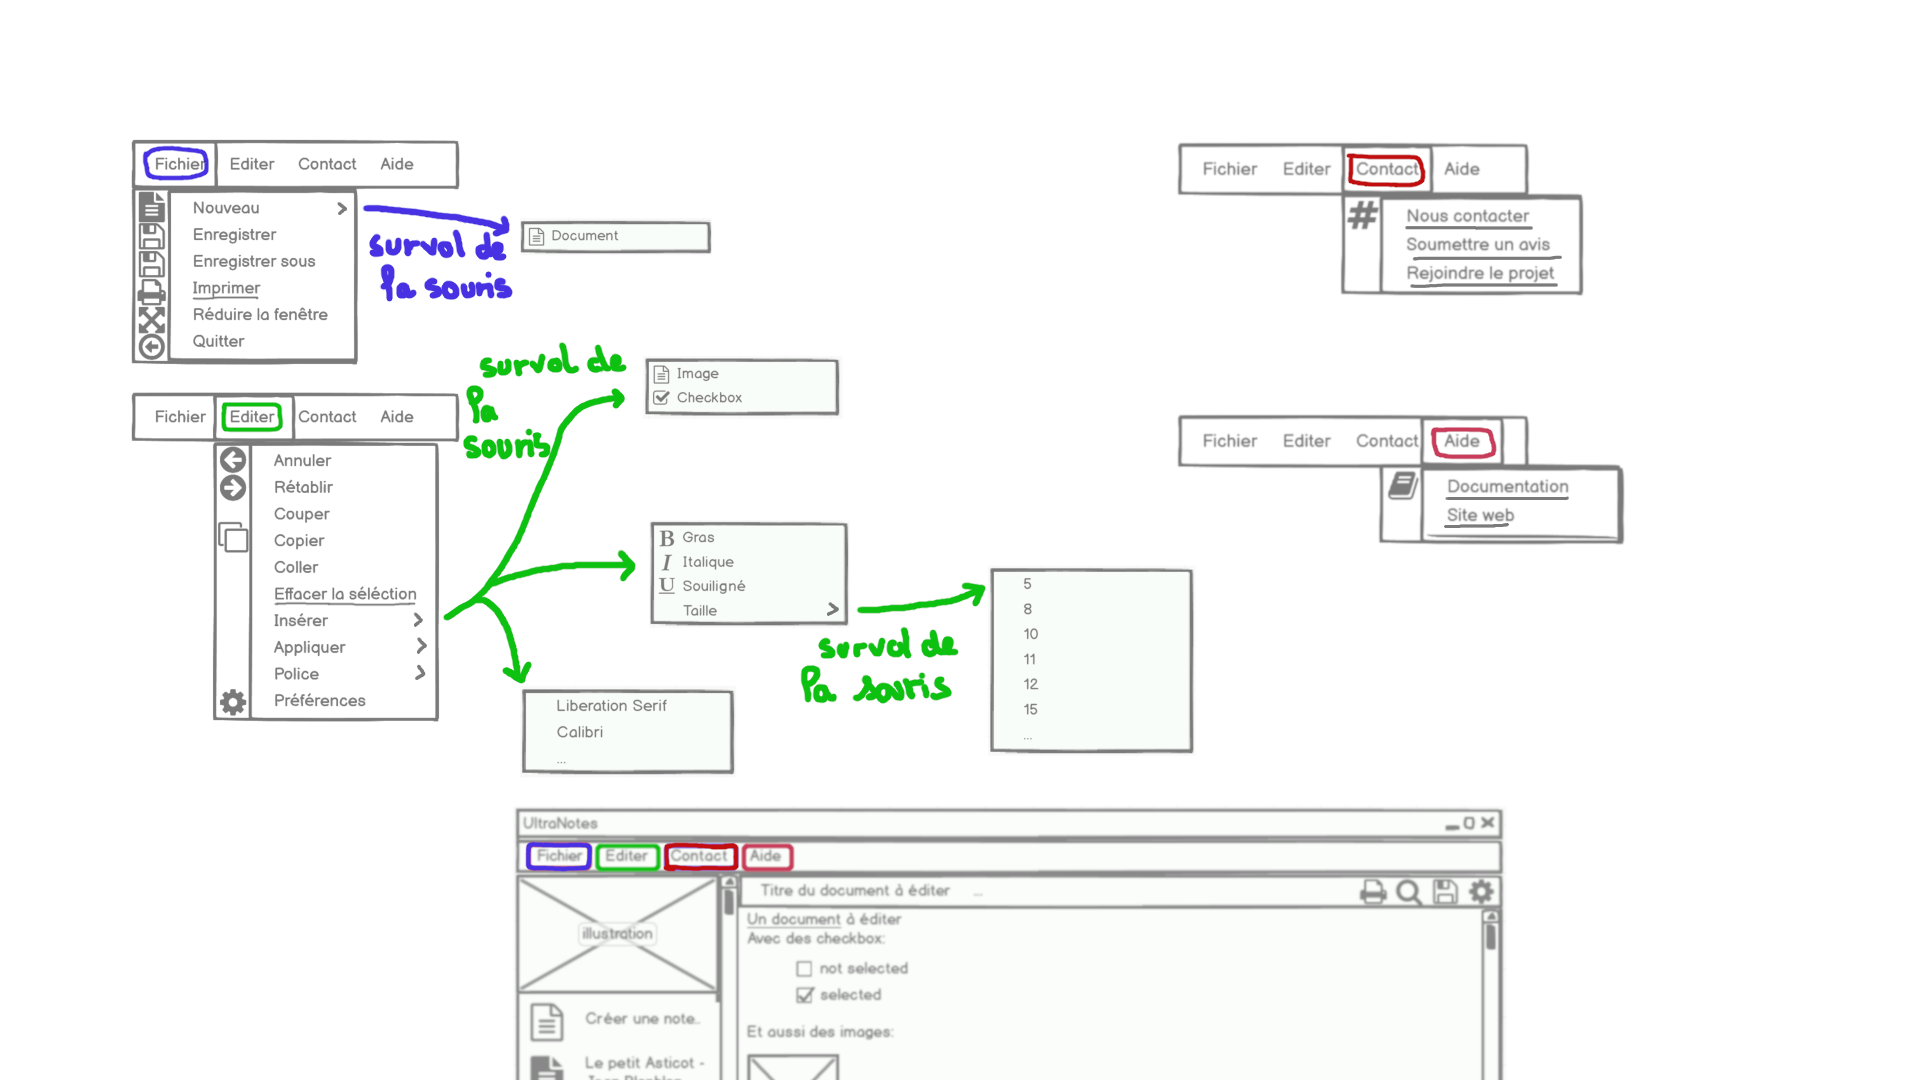 Fichier Editer Contact Aide
Nouveau
Enregistrer
Enregistrer sous
Imprimer
Réduire la fenêtre
Quitter
survol de
la souris
Document
Fichier Editer Contact Aide
Annuler
Rétablir
Couper
Copier
Coller
Effacer la séléction
Insérer
Appliquer
Police
Préférences
survol de
la
souris
Image
Checkbox
B Gras
I Italique
U Souiligné
Taille
survol de
la souris
5
8
10
11
12
15
...
Liberation Serif
Calibri
...
Fichier Editer Contact Aide
# Nous contacter
Soumettre un avis
Rejoindre le projet
Fichier Editer Contact Aide
Documentation
Site web
UltraNotes
Fichier Editer Contact Aide
illustration
Créer une note..
Le petit Asticot -
Titre du document à éditer ...
Un document à éditer
Avec des checkbox:
not selected
selected
Et aussi des images: